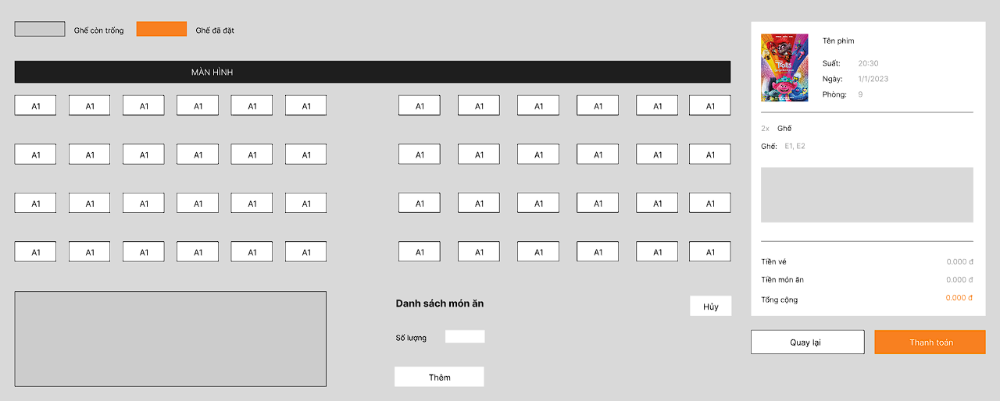 Ghế còn trống Ghế đã đặt
MÀN HÌNH
A1 A1 A1 A1 A1 A1 A1 A1 A1 A1 A1 A1
A1 A1 A1 A1 A1 A1 A1 A1 A1 A1 A1 A1
A1 A1 A1 A1 A1 A1 A1 A1 A1 A1 A1 A1
A1 A1 A1 A1 A1 A1 A1 A1 A1 A1 A1 A1
Danh sách món ăn
Hủy
Số lượng
Thêm
Trolls
Tên phim
Suất: 20:30
Ngày: 1/1/2023
Phòng: 9
2x Ghế
Ghế: E1, E2
Tiền vé 0.000 đ
Tiền món ăn 0.000 đ
Tổng cộng 0.000 đ
Quay lại
Thanh toán